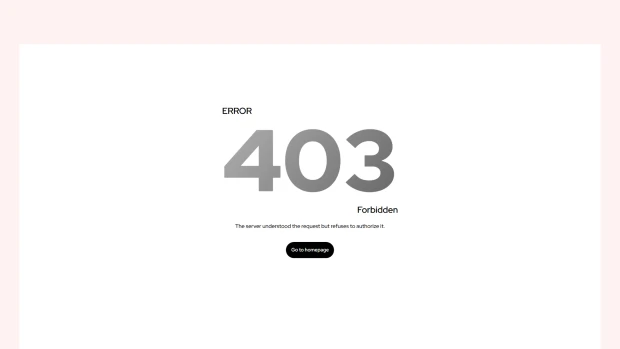 ERROR
403
Forbidden
The server understood the request but refuses to authorize it.
Go to homepage